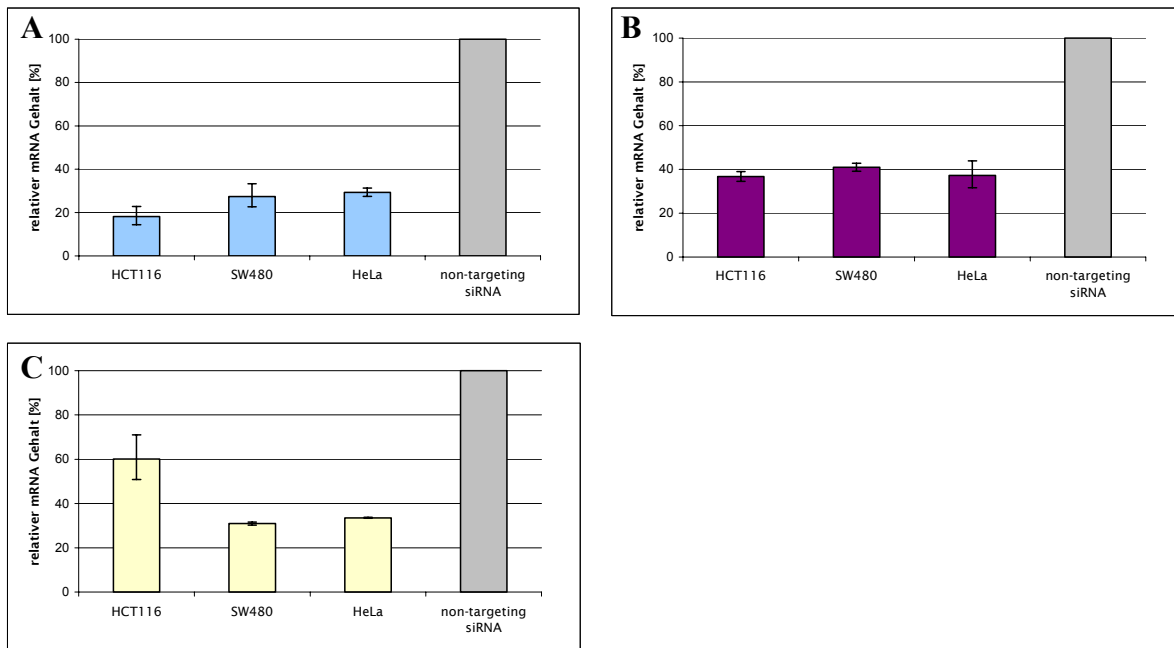 A
relativer mRNA Gehalt [%]
100
80
60
40
20
0
HCT116
SW480
HeLa
non-targeting
siRNA
B
relativer mRNA Gehalt [%]
100
80
60
40
20
0
HCT116
SW480
HeLa
non-targeting
siRNA
C
relativer mRNA Gehalt [%]
100
80
60
40
20
0
HCT116
SW480
HeLa
non-targeting
siRNA